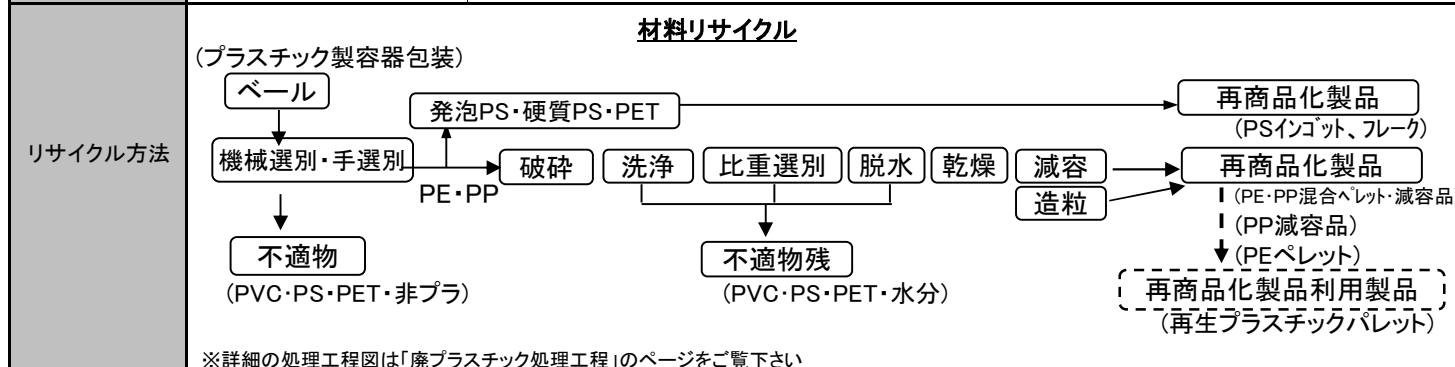 材料リサイクル
(プラスチック製容器包装)
ベール
発泡PS・硬質PS・PET
再商品化製品
(PSインゴット、フレーク)
リサイクル方法
機械選別・手選別
PE・PP
破砕
洗浄
比重選別
脱水
乾燥
減容
造粒
再商品化製品
(PE・PP混合ペレット・減容品)
(PP減容品)
(PEペレット)
不適物
(PVC・PS・PET・非プラ)
不適物残
(PVC・PS・PET・水分)
再商品化製品利用製品
(再生プラスチックパレット)
※詳細の処理工程図は「廃プラスチック処理工程」のページをご覧下さい